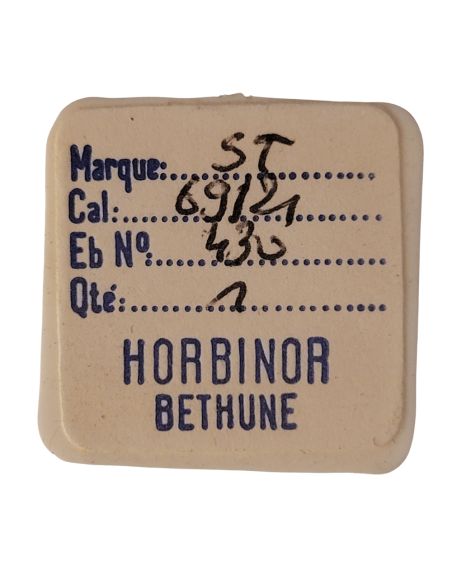 Marque: ST
Cal: 69121
Eb Nº 430
Qté: 1
HORBINOR
BETHUNE